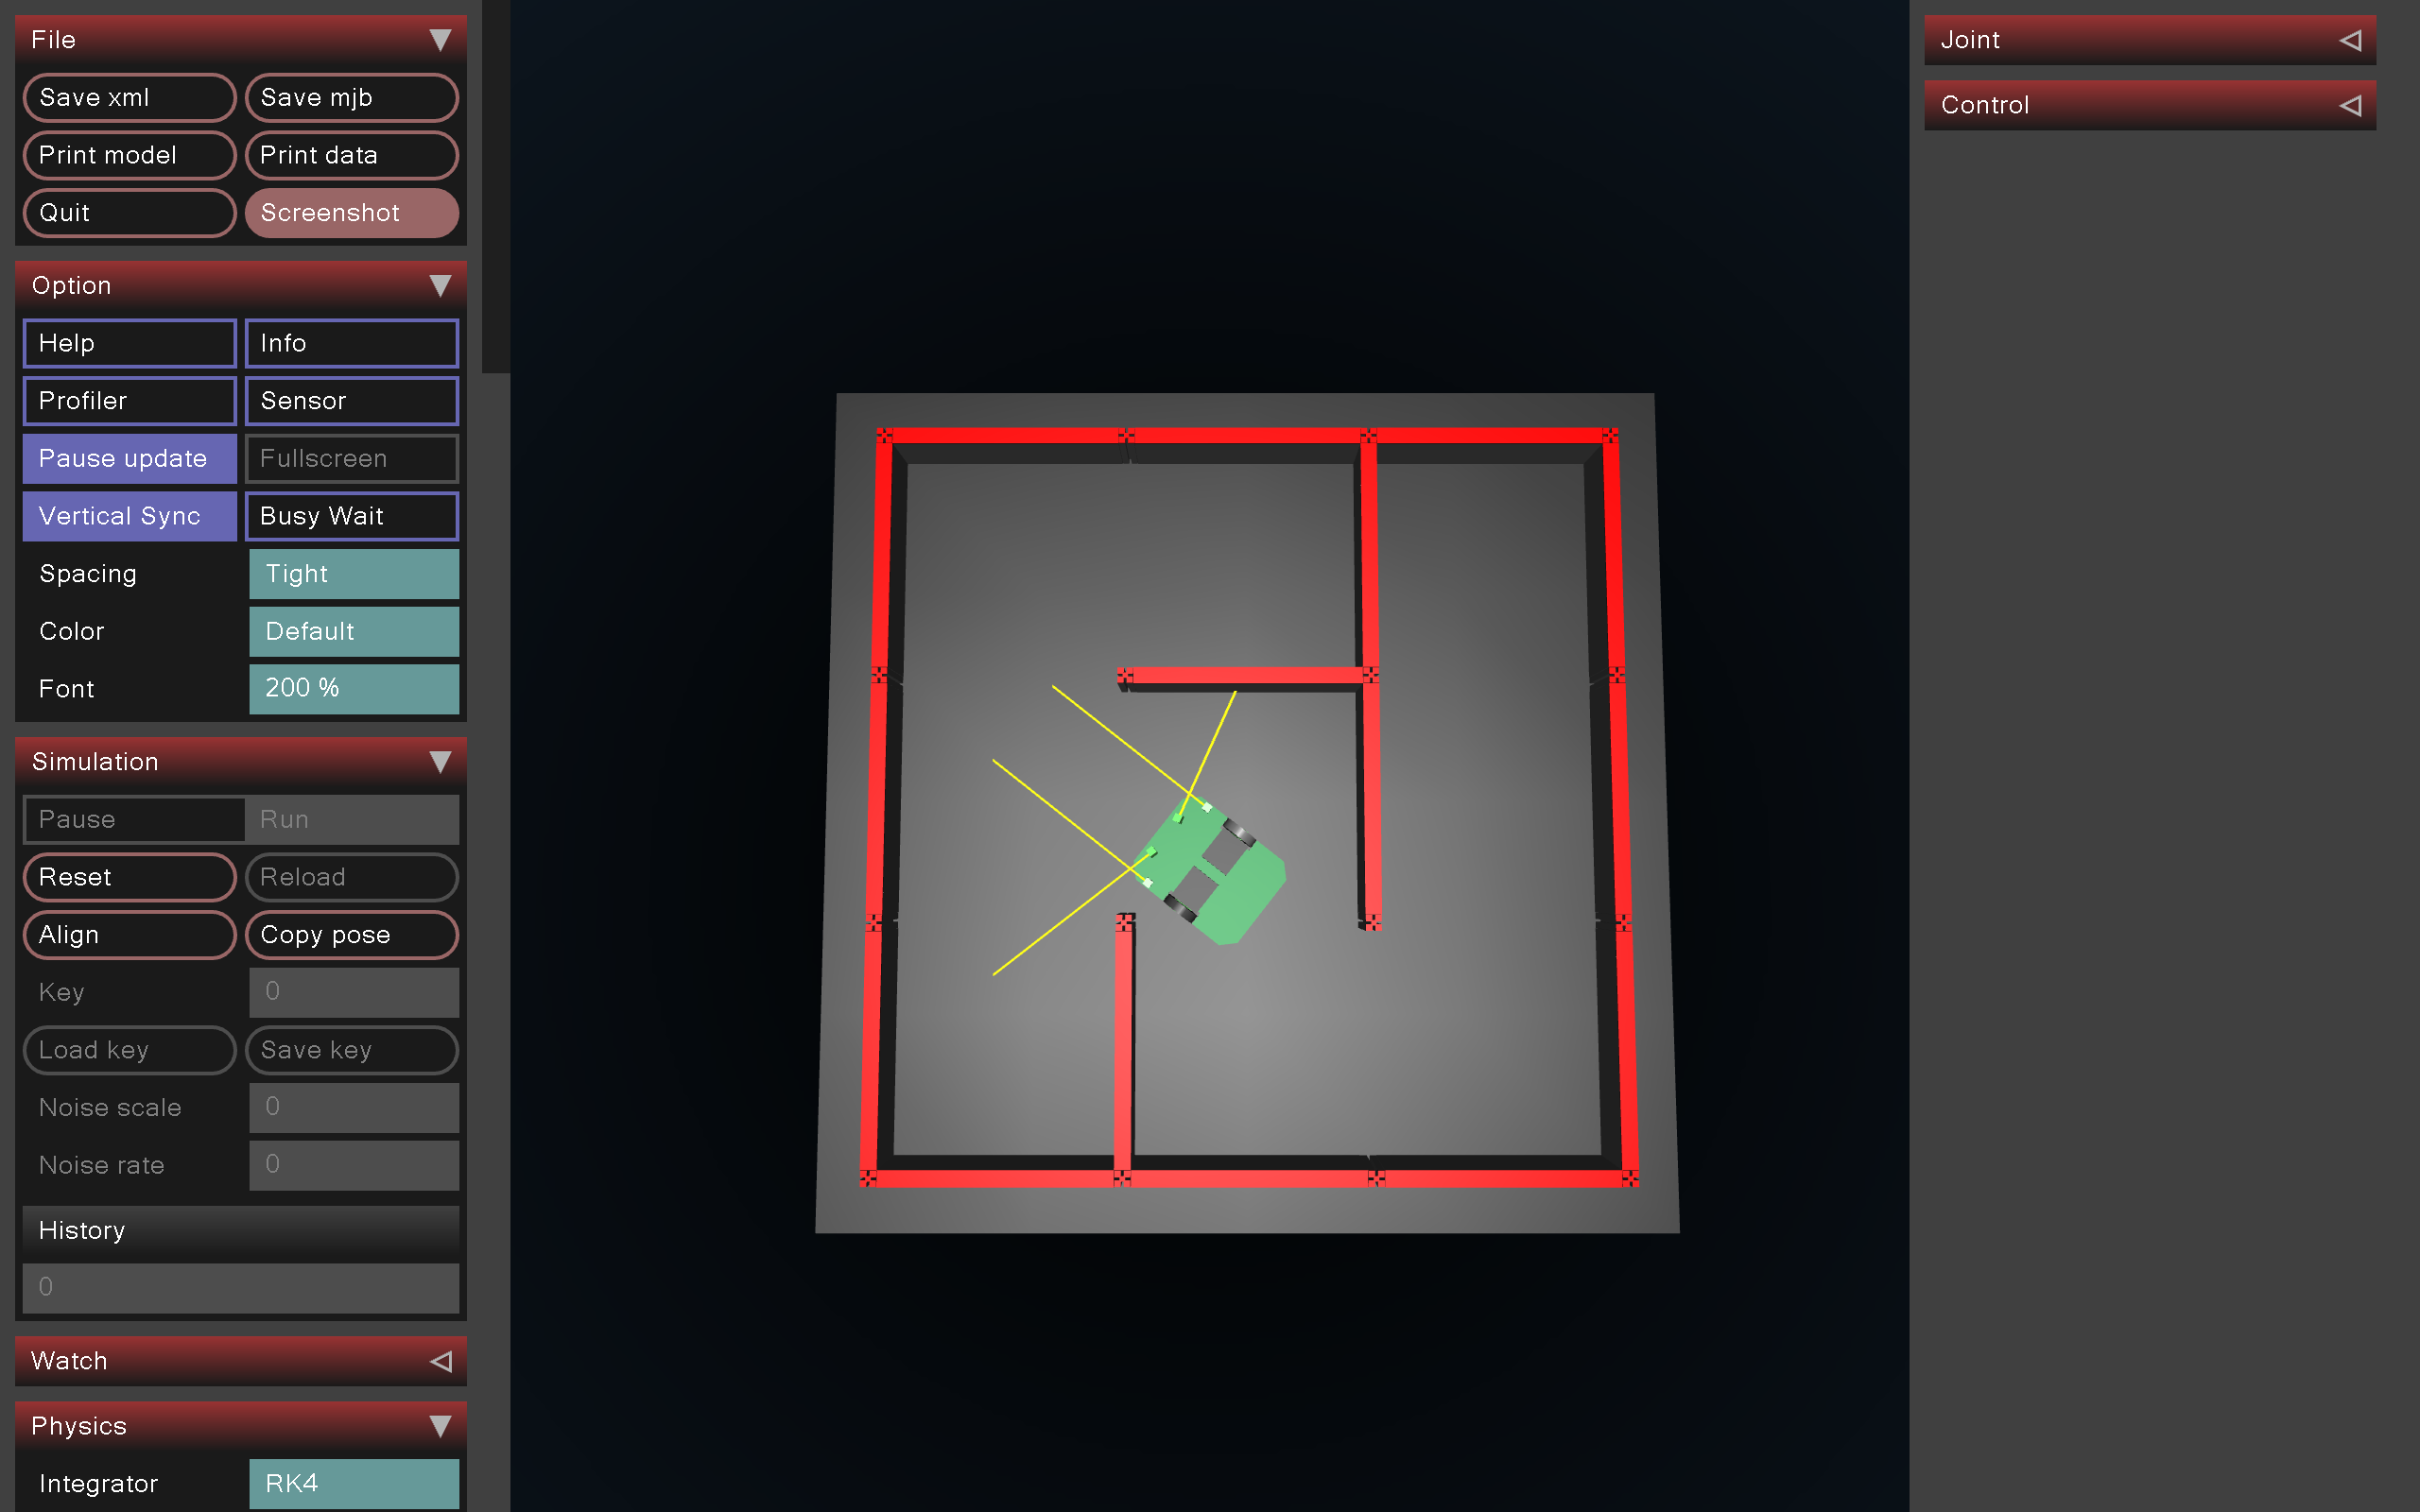 File
Save xml
Save mjb
Print model
Print data
Quit
Screenshot
Option
Help
Info
Profiler
Sensor
Pause update
Fullscreen
Vertical Sync
Busy Wait
Spacing
Tight
Color
Default
Font
200 %
Simulation
Pause
Run
Reset
Reload
Align
Copy pose
Key
0
Load key
Save key
Noise scale
0
Noise rate
0
History
0
Watch
Physics
Integrator
RK4
Joint
Control